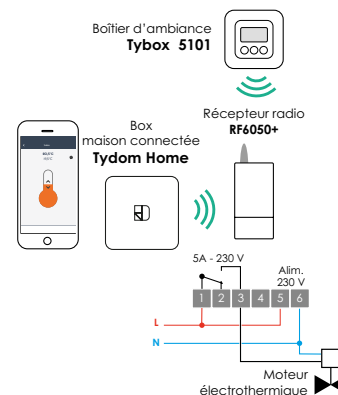 Boîtier d'ambiance
Tybox 5101
Récepteur radio
RF6050+
Box
maison connectée
Tydom Home
5A - 230 V
Alim.
230 V
1 2 3 4 5 6
L
N
Moteur
électrothermique